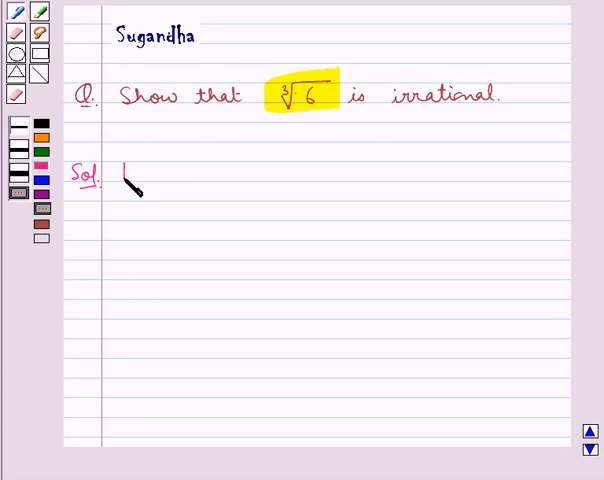 Sugandha
Q. Show that ∛6 is irrational.
Sol.